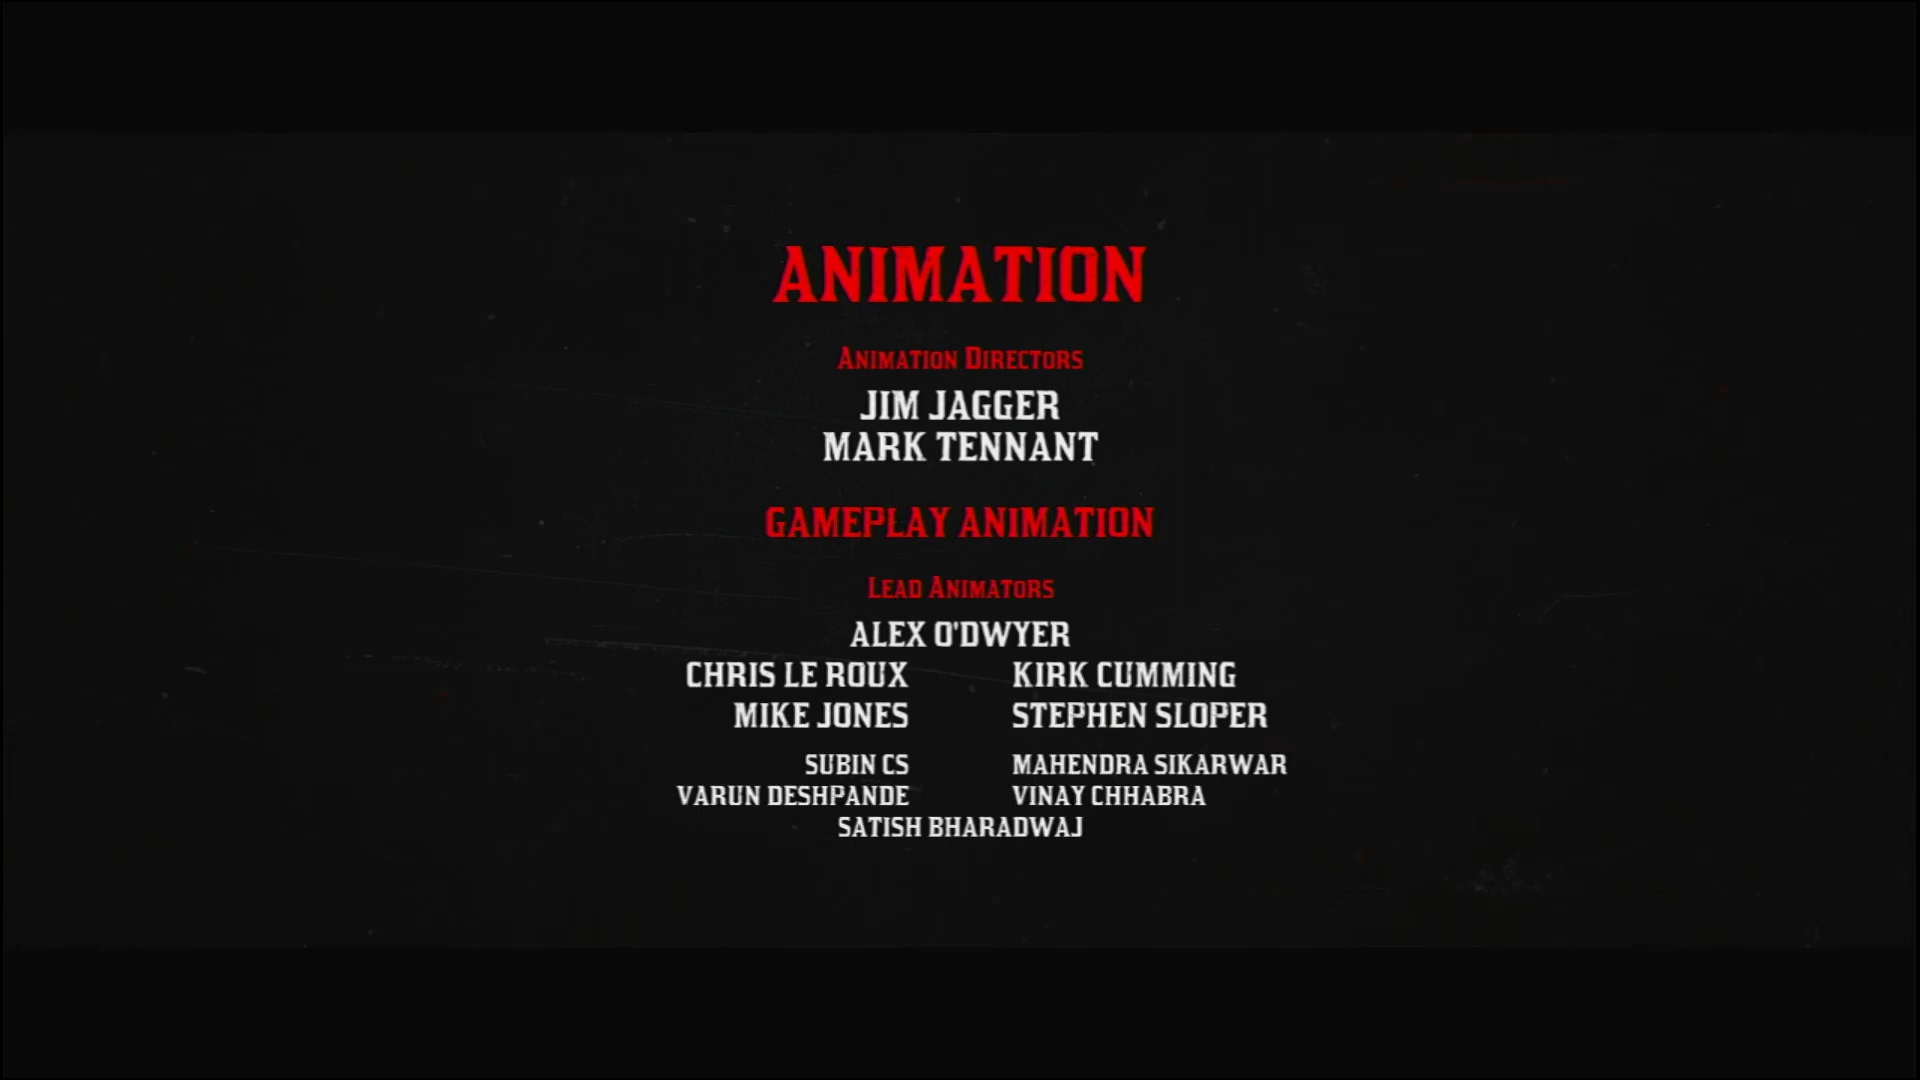 ANIMATION
ANIMATION DIRECTORS
JIM JAGGER
MARK TENNANT
GAMEPLAY ANIMATION
LEAD ANIMATORS
ALEX O'DWYER
CHRIS LE ROUX KIRK CUMMING
MIKE JONES STEPHEN SLOPER
SUBIN CS MAHENDRA SIKARWAR
VARUN DESHPANDE VINAY CHHABRA
SATISH BHARADWAJ